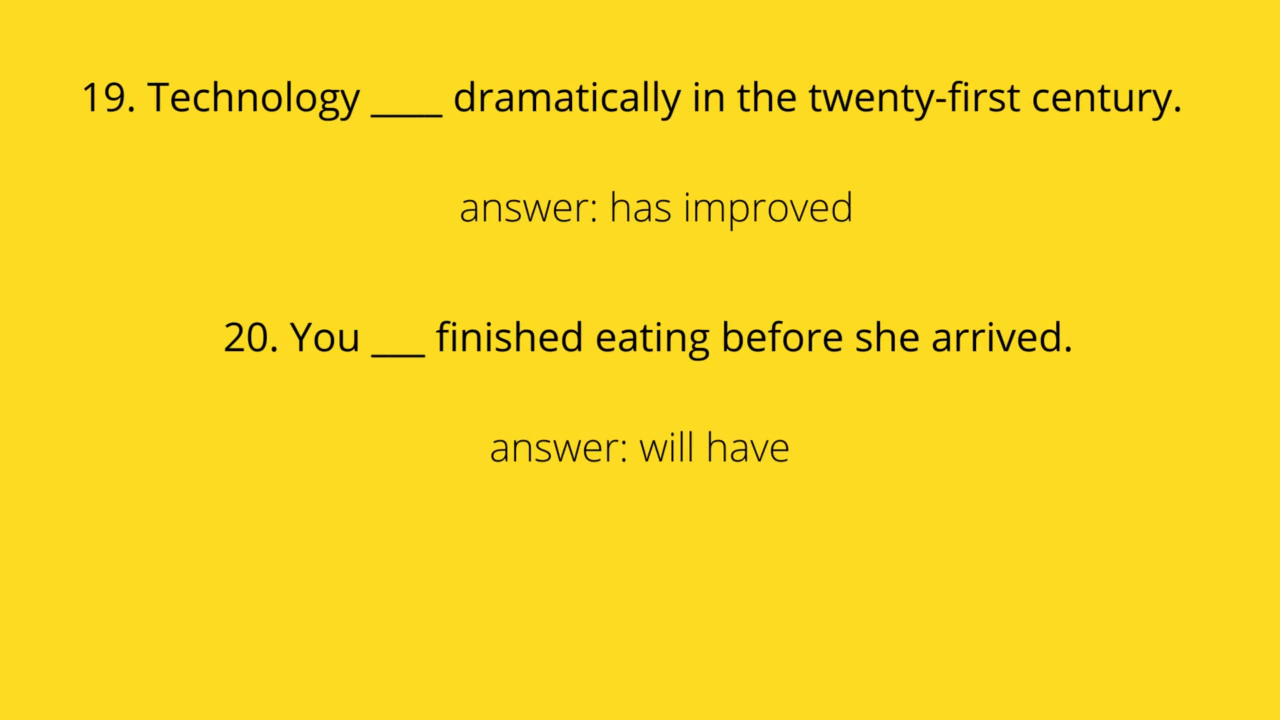 19. Technology ____ dramatically in the twenty-first century.
answer: has improved
20. You ___ finished eating before she arrived.
answer: will have